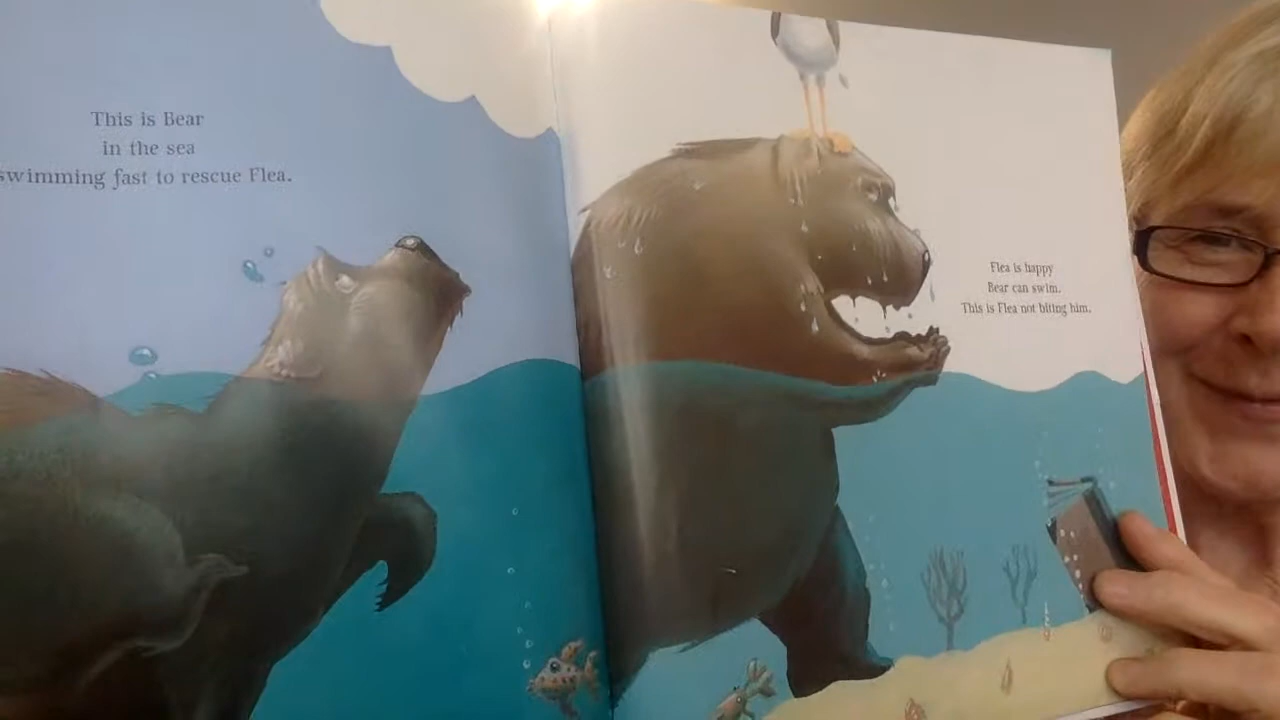 This is Bear
in the sea
swimming fast to rescue Flea.
Flea is happy
Bear can swim.
This is Flea not biting him.